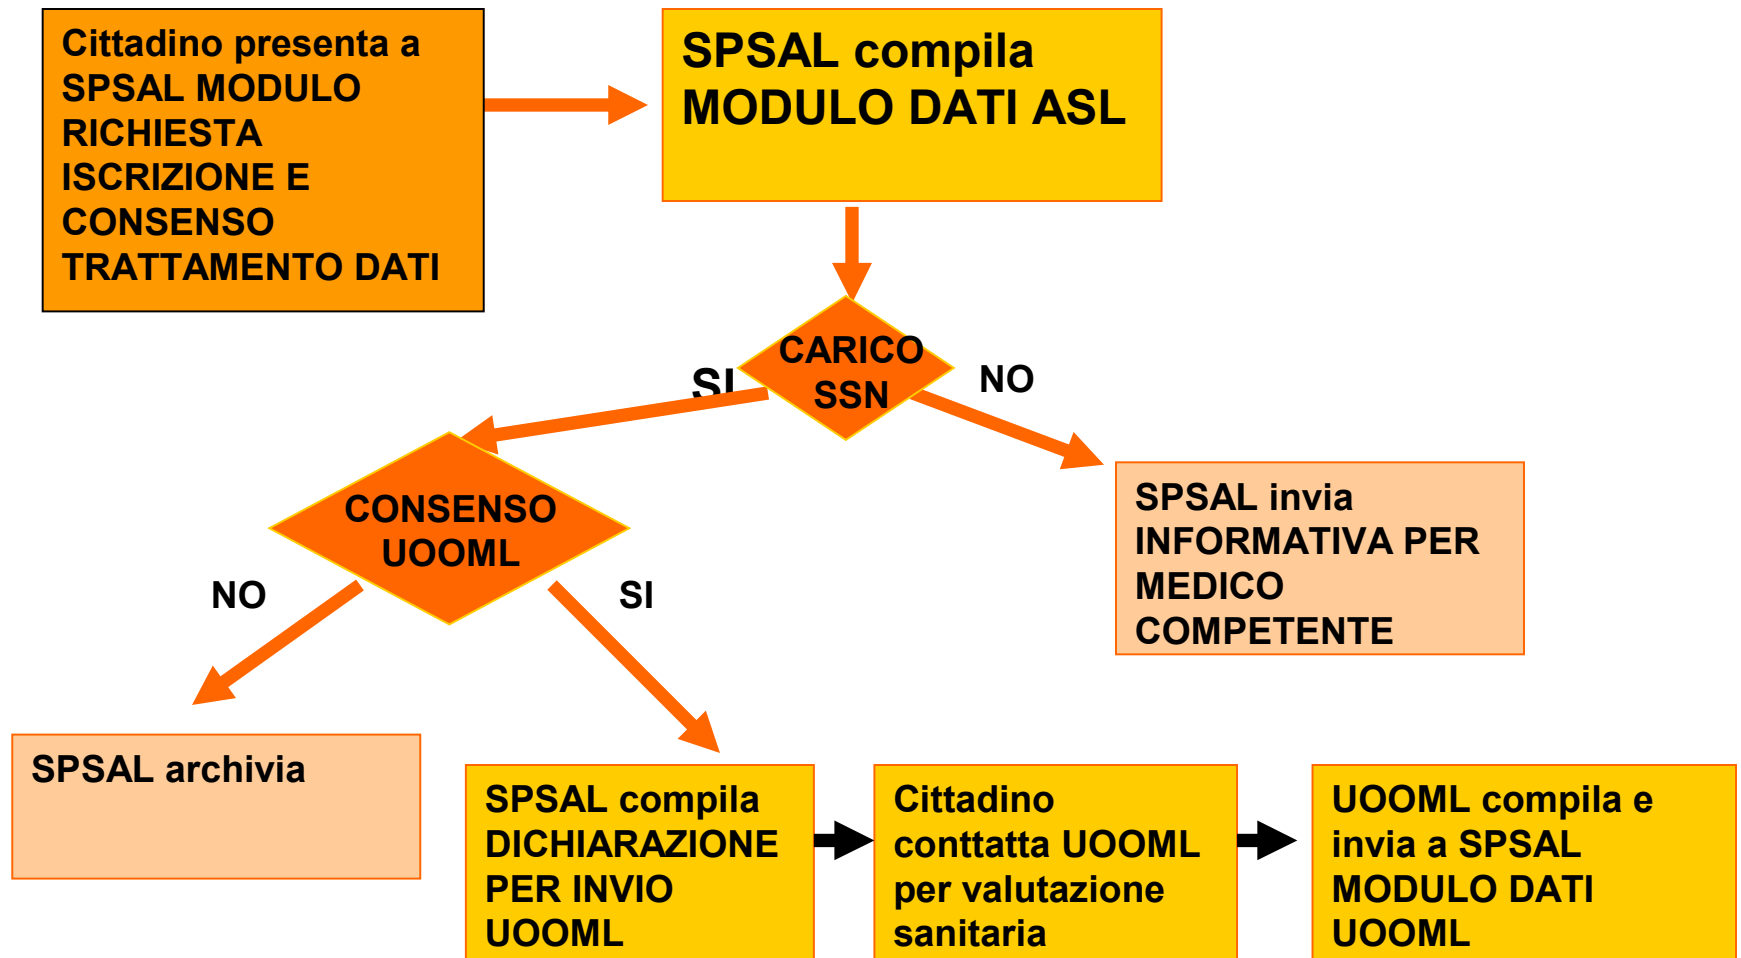 Cittadino presenta a
SPSAL MODULO
RICHIESTA
ISCRIZIONE E
CONSENSO
TRATTAMENTO DATI
SPSAL compila
MODULO DATI ASL
CARICO
SSN
SI
NO
CONSENSO
UOOML
SPSAL invia
INFORMATIVA PER
MEDICO
COMPETENTE
NO
SI
SPSAL archivia
SPSAL compila
DICHIARAZIONE
PER INVIO
UOOML
Cittadino
conttatta UOOML
per valutazione
sanitaria
UOOML compila e
invia a SPSAL
MODULO DATI
UOOML